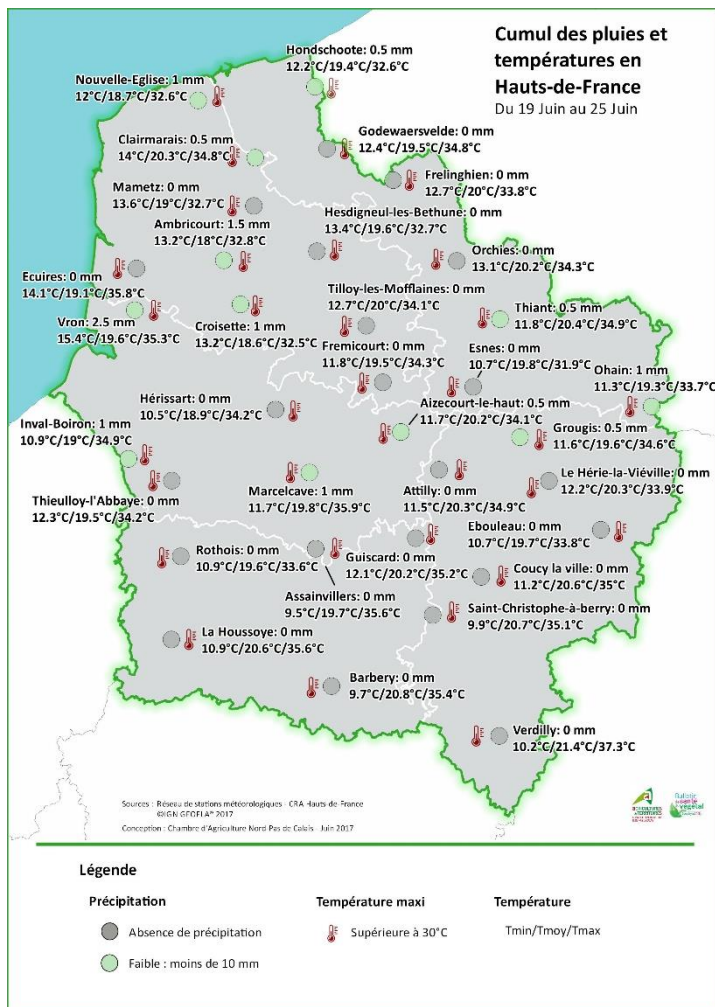 Cumul des pluies et
températures en
Hauts-de-France
Du 19 Juin au 25 Juin
Hondschoote: 0.5 mm
12.2°C/19.4°C/32.6°C
Nouvelle-Eglise: 1 mm
12°C/18.7°C/32.6°C
Godewaersvelde: 0 mm
12.4°C/19.5°C/34.8°C
Clairmarais: 0.5 mm
14°C/20.3°C/34.8°C
Frelinghien: 0 mm
12.7°C/20°C/33.8°C
Mametz: 0 mm
13.6°C/19°C/32.7°C
Hesdigneul-les-Bethune: 0 mm
13.4°C/19.6°C/32.7°C
Ambricourt: 1.5 mm
13.2°C/18°C/32.8°C
Orchies: 0 mm
13.1°C/20.2°C/34.3°C
Ecuires: 0 mm
14.1°C/19.1°C/35.8°C
Tilloy-les-Mofflaines: 0 mm
12.7°C/20°C/34.1°C
Thiant: 0.5 mm
11.8°C/20.4°C/34.9°C
Vron: 2.5 mm
15.4°C/19.6°C/35.3°C
Croisette: 1 mm
13.2°C/18.6°C/32.5°C
Fremicourt: 0 mm
11.8°C/19.5°C/34.3°C
Esnes: 0 mm
10.7°C/19.8°C/31.9°C
Ohain: 1 mm
11.3°C/19.3°C/33.7°C
Hérissart: 0 mm
10.5°C/18.9°C/34.2°C
Aizecourt-le-haut: 0.5 mm
11.7°C/20.2°C/34.1°C
Inval-Boiron: 1 mm
10.9°C/19°C/34.9°C
Grougis: 0.5 mm
11.6°C/19.6°C/34.6°C
Thieulloy-l'Abbaye: 0 mm
12.3°C/19.5°C/34.2°C
Marcelcave: 1 mm
11.7°C/19.8°C/35.9°C
Attilly: 0 mm
11.5°C/20.3°C/34.9°C
Le Hérie-la-Viéville: 0 mm
12.2°C/20.3°C/33.9°C
Ebouleau: 0 mm
10.7°C/19.7°C/33.8°C
Rothois: 0 mm
10.9°C/19.6°C/33.6°C
Guiscard: 0 mm
12.1°C/20.2°C/35.2°C
Coucy la ville: 0 mm
11.2°C/20.6°C/35°C
Assainvillers: 0 mm
9.5°C/19.7°C/35.6°C
Saint-Christophe-à-berry: 0 mm
9.9°C/20.7°C/35.1°C
La Houssoye: 0 mm
10.9°C/20.6°C/35.6°C
Barbery: 0 mm
9.7°C/20.8°C/35.4°C
Verdilly: 0 mm
10.2°C/21.4°C/37.3°C
Sources : Réseau de stations météorologiques - CRA Hauts-de-France
©IGN GEOFLA® 2017
Conception : Chambre d'Agriculture Nord-Pas de Calais - Juin 2017
Légende
Précipitation
Absence de précipitation
Faible : moins de 10 mm
Température maxi
Supérieure à 30°C
Température
Tmin/Tmoy/Tmax